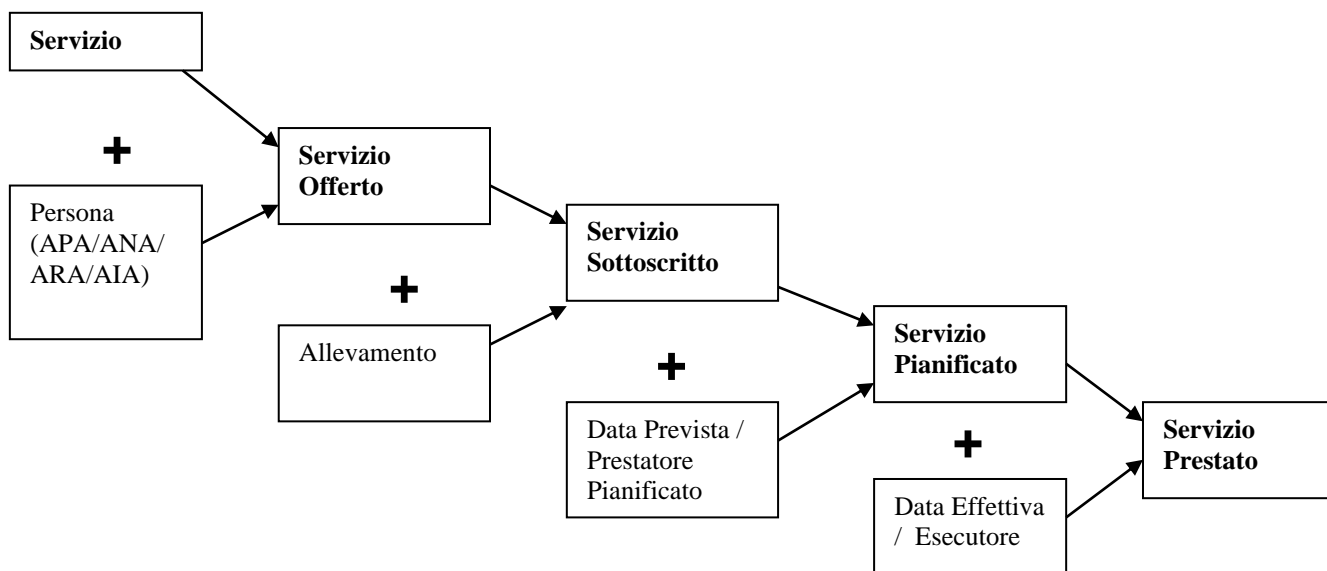 Servizio
+
Persona
(APA/ANA/
ARA/AIA)
Servizio
Offerto
+
Allevamento
Servizio
Sottoscritto
+
Data Prevista /
Prestatore
Pianificato
Servizio
Pianificato
+
Data Effettiva
/ Esecutore
Servizio
Prestato